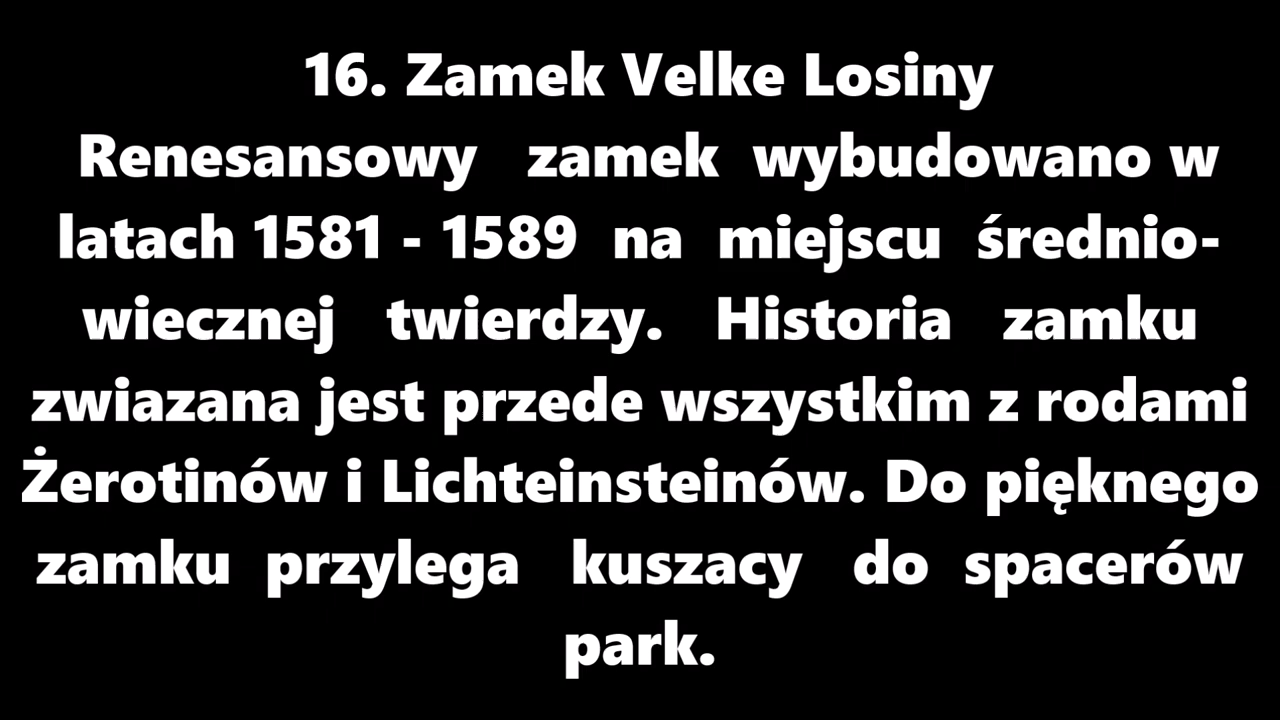 16. Zamek Velke Losiny
Renesansowy zamek wybudowano w
latach 1581 - 1589 na miejscu średnio-
wiecznej twierdzy. Historia zamku
zwiazana jest przede wszystkim z rodami
Żerotinów i Lichteinsteinów. Do pięknego
zamku przylega kuszacy do spacerów
park.